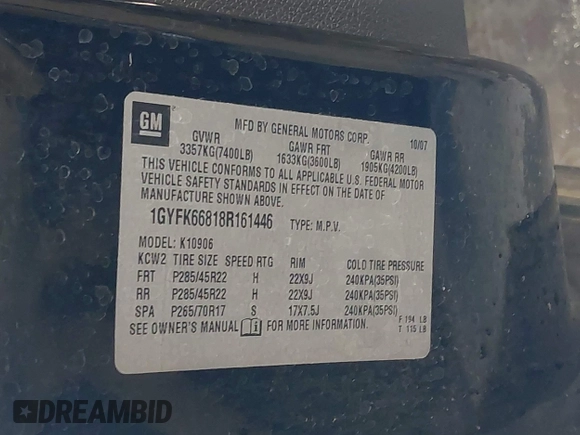 GM
MFD BY GENERAL MOTORS CORP. 10/07
GVWR GAWR FRT GAWR RR
3357KG(7400LB) 1633KG(3600LB) 1905KG(4200LB)
THIS VEHICLE CONFORMS TO ALL APPLICABLE U.S. FEDERAL MOTOR
VEHICLE SAFETY STANDARDS IN EFFECT ON THE DATE OF
MANUFACTURE SHOWN ABOVE.
1GYFK66818R161446 TYPE: M.P.V.
MODEL: K10906
KCW2 TIRE SIZE SPEED RTG RIM COLD TIRE PRESSURE
FRT P285/45R22 H 22X9J 240KPA(35PSI)
RR P285/45R22 H 22X9J 240KPA(35PSI)
SPA P265/70R17 S 17X7.5J 240KPA(35PSI)
SEE OWNER'S MANUAL FOR MORE INFORMATION.
F 194 LB
T 115 LB
DREAMBID